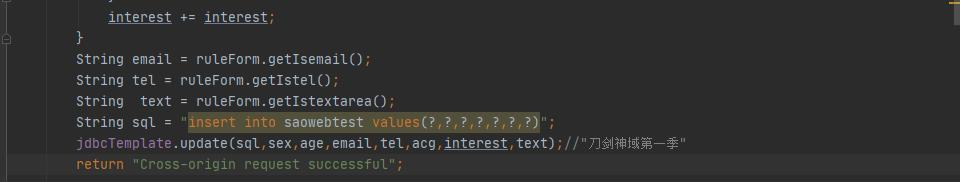 interest += interest;
}
String email = ruleForm.getIsemail();
String tel = ruleForm.getIstel();
String  text = ruleForm.getIstextarea();
String sql = "insert into saowebtest values(?,?,?,?,?,?,?)";
jdbcTemplate.update(sql,sex,age,email,tel,acg,interest,text);//"刀剑神域第一季"
return "Cross-origin request successful";